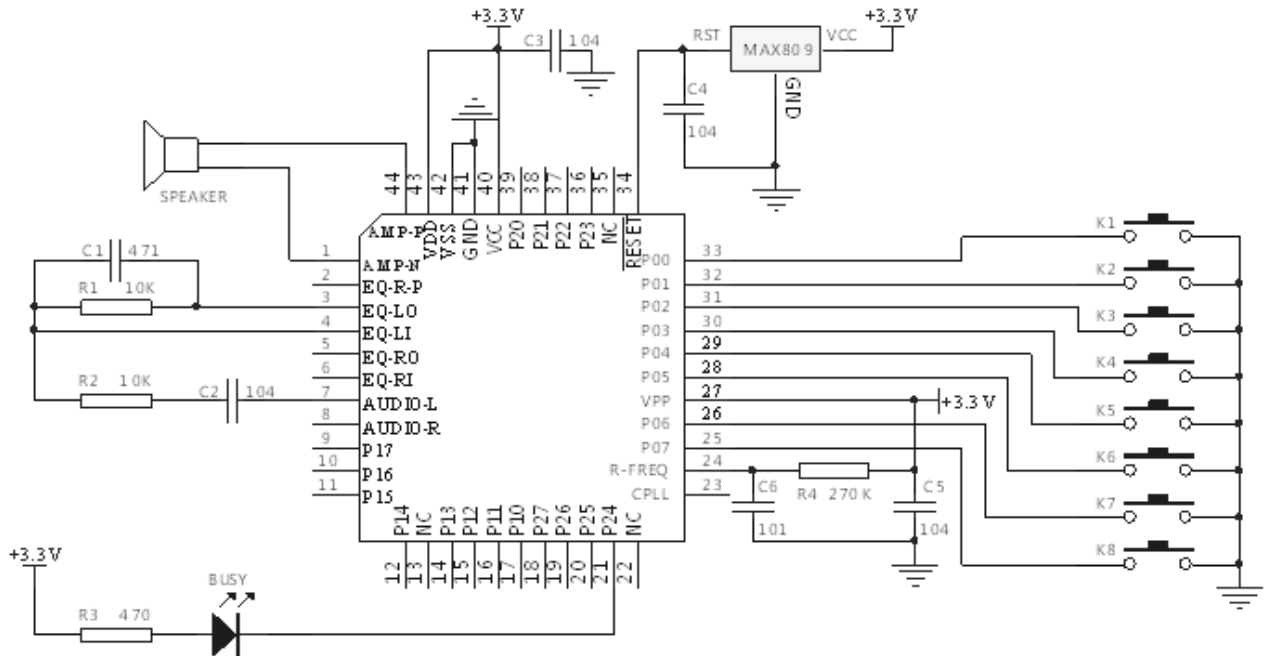 +3.3V
C3 104
RST
MAX809
VCC
+3.3V
GND
C4
104
SPEAKER
44
43
42
41
40
39
38
37
36
35
34
AMP-P
VDD
VSS
GND
VCC
P20
P21
P22
P23
NC
RESET
C1 471
R1 10K
R2 10K
C2 104
1
AMP-N
2
EQ-R-P
3
EQ-LO
4
EQ-LI
5
EQ-RO
6
EQ-RI
7
AUDIO-L
8
AUDIO-R
9
P17
10
P16
11
P15
P00
33
P01
32
P02
31
P03
30
P04
29
P05
28
VPP
27
P06
26
P07
25
R-FREQ
24
CPLL
23
+3.3V
C6
101
R4 270K
C5
104
K1
K2
K3
K4
K5
K6
K7
K8
P14
NC
P13
P12
P11
P10
P27
P26
P25
P24
NC
12
13
14
15
16
17
18
19
20
21
22
+3.3V
R3 470
BUSY